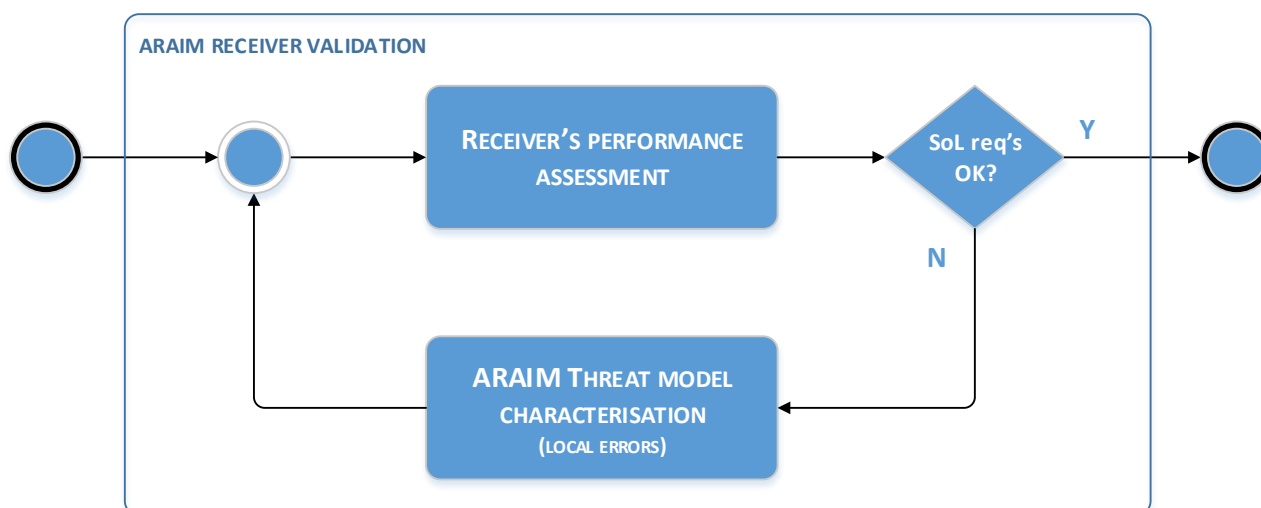 ARAIM RECEIVER VALIDATION
RECEIVER'S PERFORMANCE
ASSESSMENT
SoL req's
OK?
Y
N
ARAIM THREAT MODEL
CHARACTERISATION
(LOCAL ERRORS)